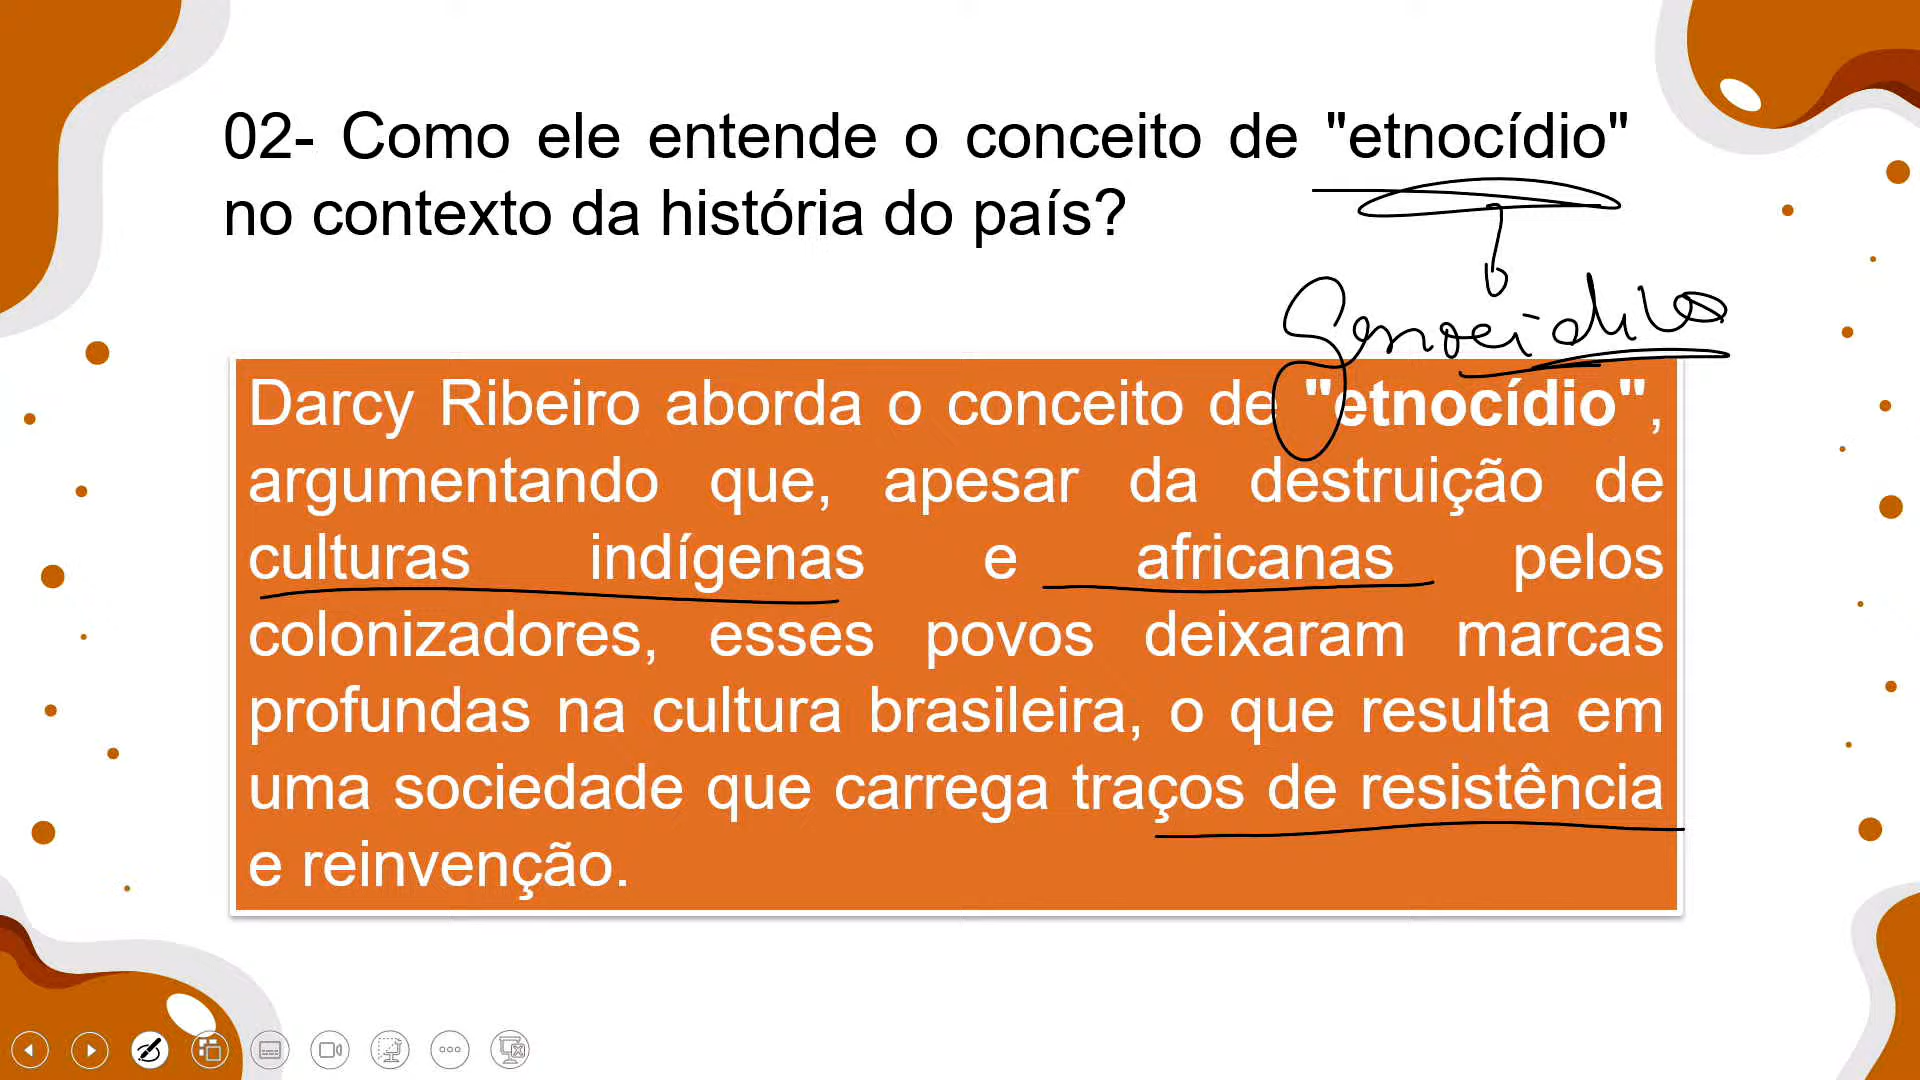 02- Como ele entende o conceito de "etnocídio"
no contexto da história do país?
Genocídio
Darcy Ribeiro aborda o conceito de "etnocídio",
argumentando que, apesar da destruição de
culturas indígenas e africanas pelos
colonizadores, esses povos deixaram marcas
profundas na cultura brasileira, o que resulta em
uma sociedade que carrega traços de resistência
e reinvenção.